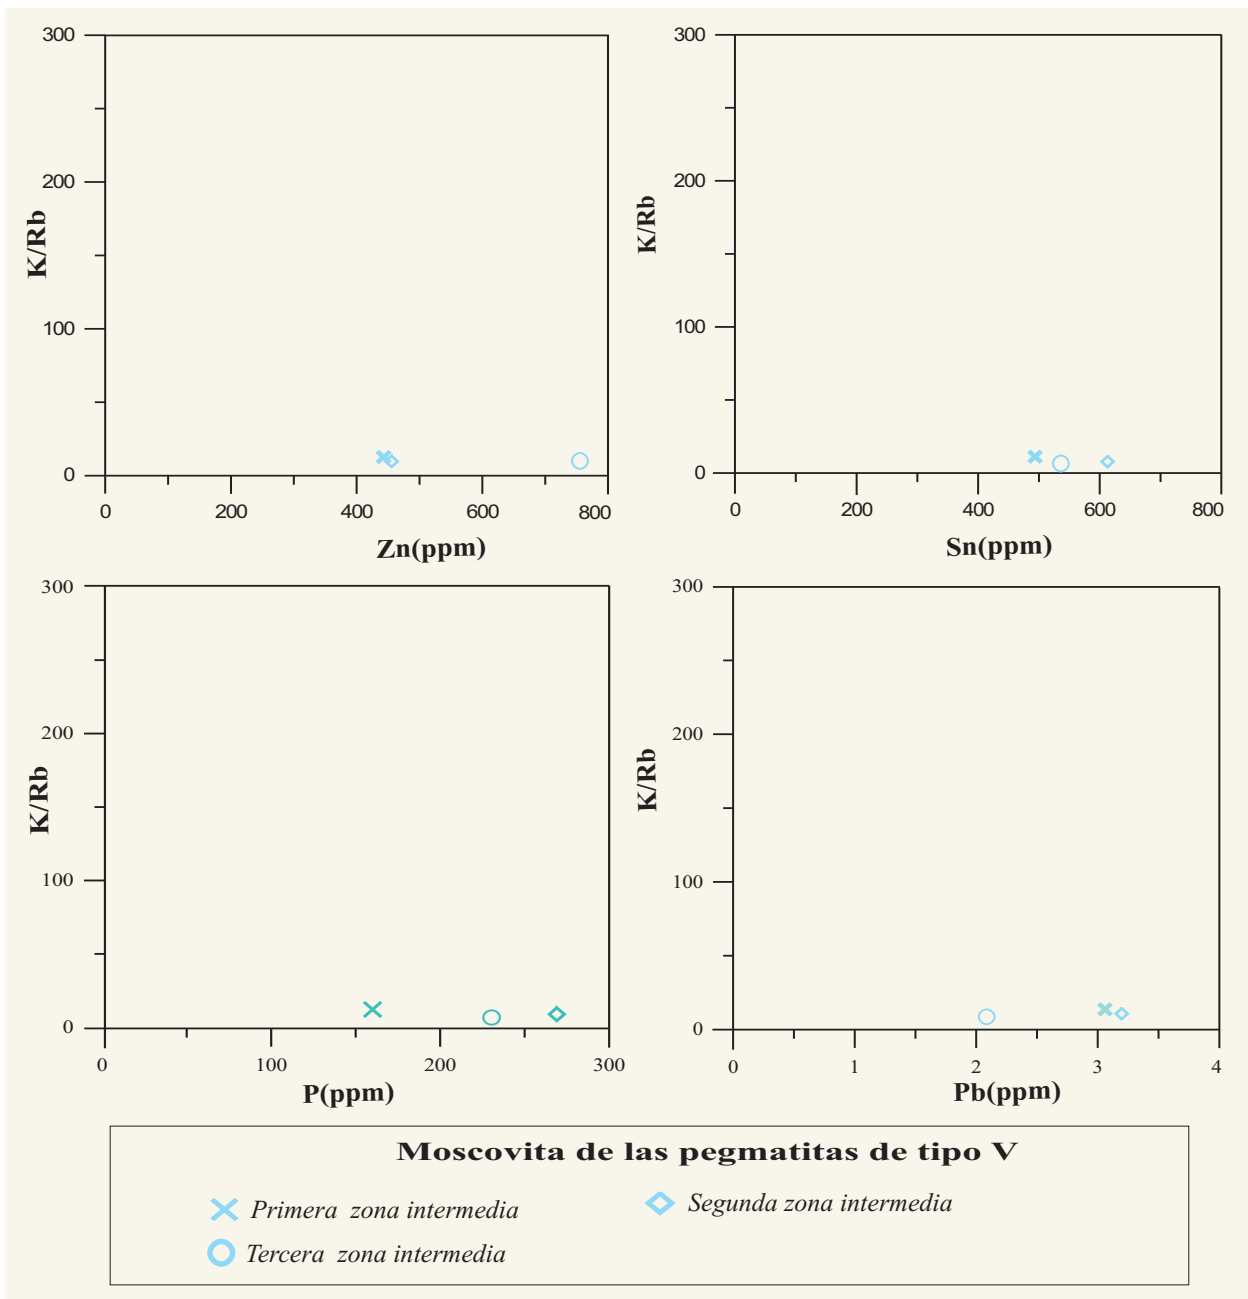 300
200
100
0
K/Rb
0 200 400 600 800
Zn(ppm)
300
200
100
0
K/Rb
0 200 400 600 800
Sn(ppm)
300
200
100
0
K/Rb
0 100 200 300
P(ppm)
300
200
100
0
K/Rb
0 1 2 3 4
Pb(ppm)
Moscovita de las pegmatitas de tipo V
Primera zona intermedia
Segunda zona intermedia
Tercera zona intermedia